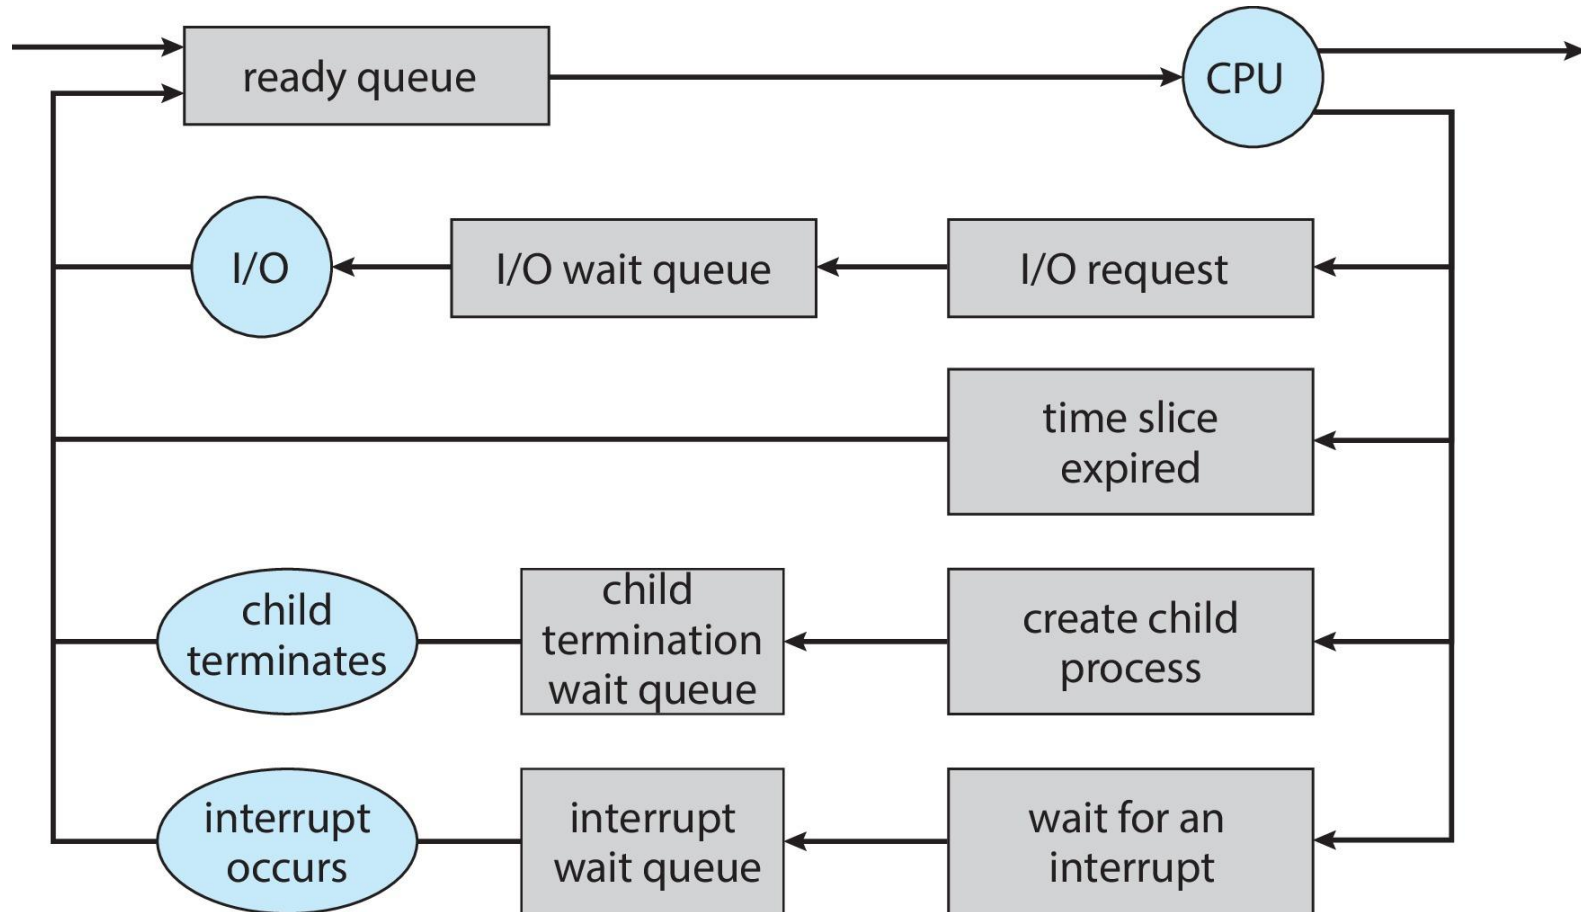 ready queue
CPU
I/O
I/O wait queue
I/O request
time slice
expired
child
terminates
child
termination
wait queue
create child
process
interrupt
occurs
interrupt
wait queue
wait for an
interrupt